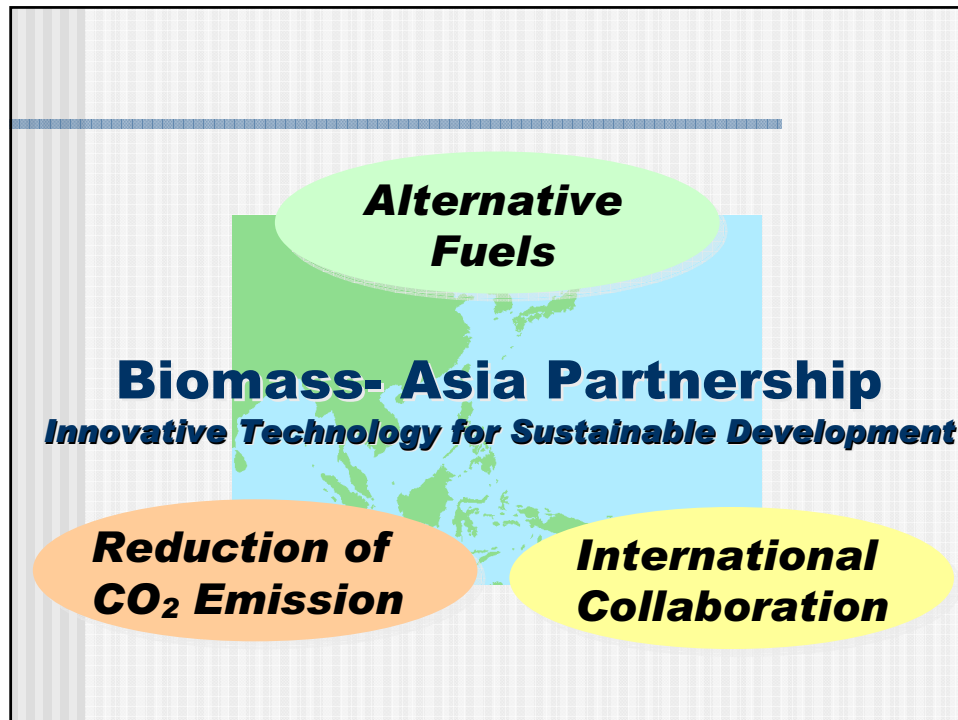 Alternative
Fuels
Biomass- Asia Partnership
Innovative Technology for Sustainable Development
Reduction of
CO₂ Emission
International
Collaboration